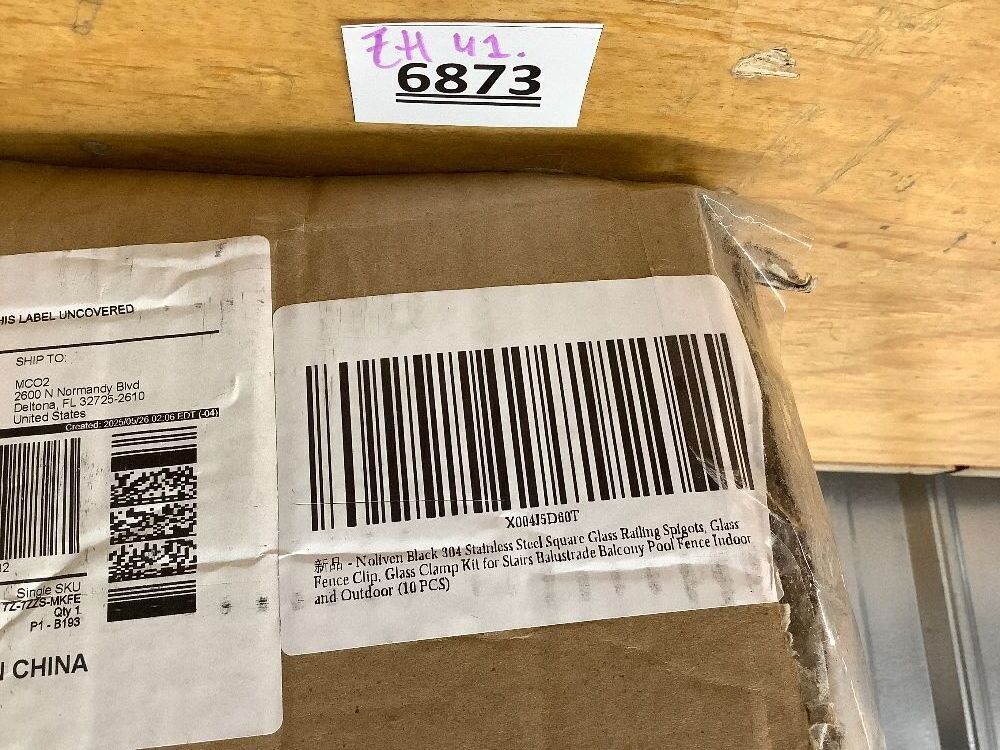 ZH 41.
6873
HIS LABEL UNCOVERED
SHIP TO:
MCO2
2600 N Normandy Blvd
Deltona, FL 32725-2610
United States
Created: 2025/05/26 02:06 EDT (-04)
Single SKU
TZ-7ZZS-MKFE
Qty 1
P1 - B193
CHINA
X004J5D60T
新品 - Noliven Black 304 Stainless Steel Square Glass Railing Spigots, Glass
Fence Clip, Glass Clamp Kit for Stairs Balustrade Balcony Pool Fence Indoor
and Outdoor (10 PCS)